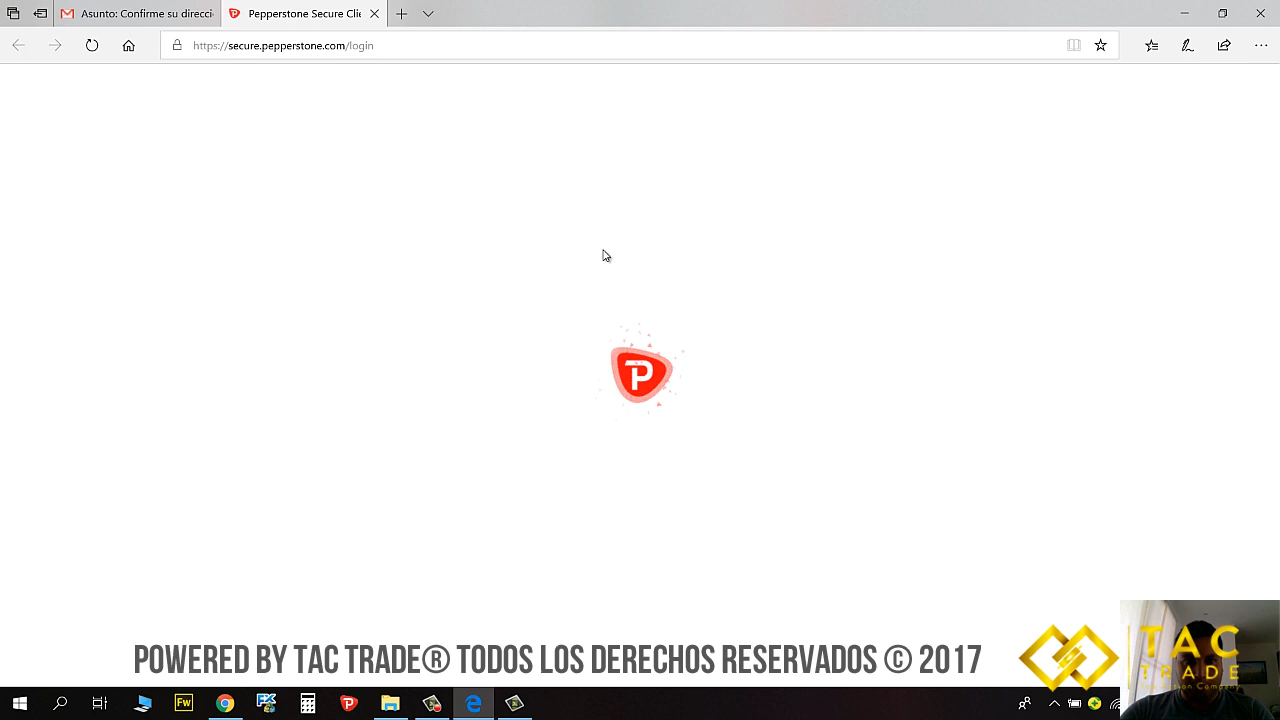 Asunto: Confirme su direcci
Pepperstone Secure Clie
https://secure.pepperstone.com/login
P
POWERED BY TAC TRADE® TODOS LOS DERECHOS RESERVADOS © 2017
TAC
TRADE
Fw